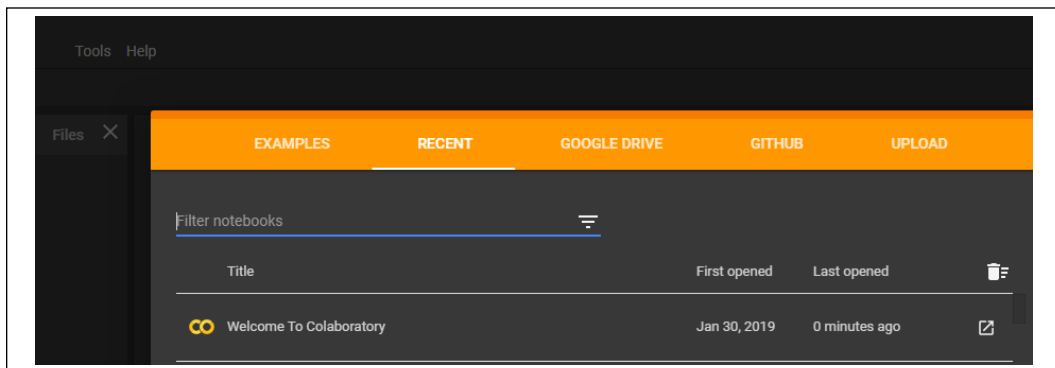 Tools Help
Files
EXAMPLES RECENT GOOGLE DRIVE GITHUB UPLOAD
Filter notebooks
Title First opened Last opened
Welcome To Colaboratory Jan 30, 2019 0 minutes ago